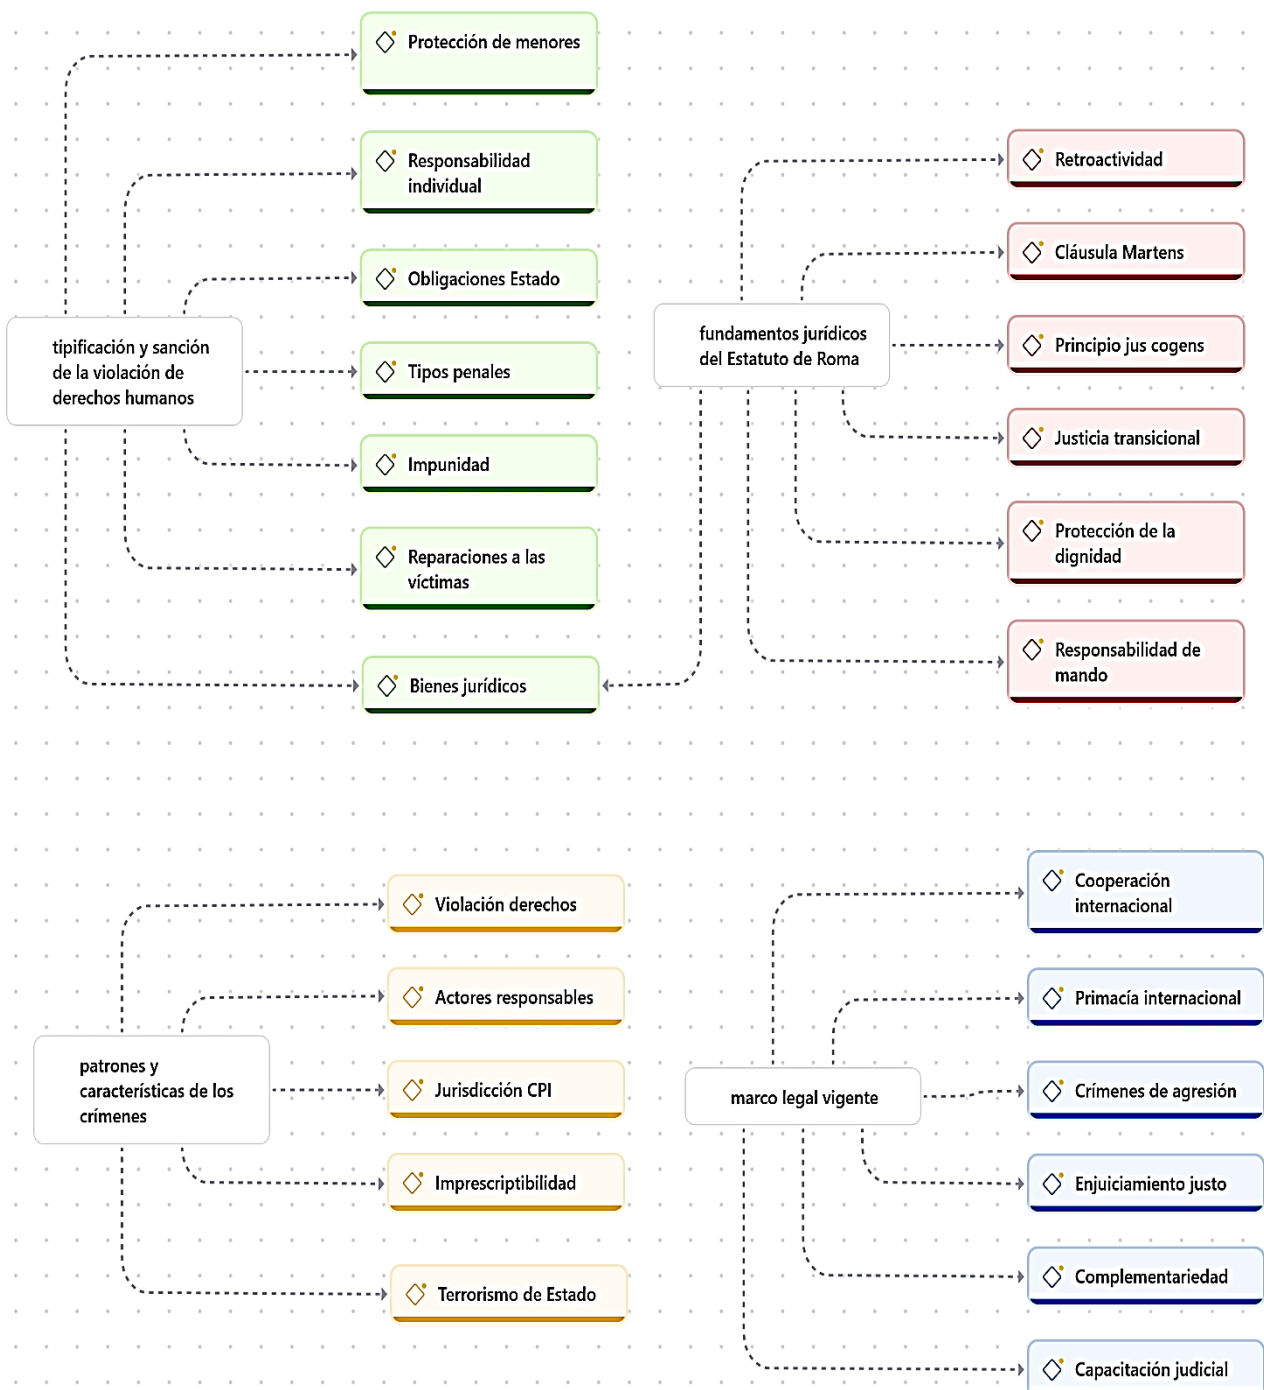 tipificación y sanción
de la violación de
derechos humanos
Protección de menores
Responsabilidad
individual
Obligaciones Estado
Tipos penales
Impunidad
Reparaciones a las
víctimas
Bienes jurídicos
fundamentos jurídicos
del Estatuto de Roma
Retroactividad
Cláusula Martens
Principio jus cogens
Justicia transicional
Protección de la
dignidad
Responsabilidad de
mando
patrones y
características de los
crímenes
Violación derechos
Actores responsables
Jurisdicción CPI
Imprescriptibilidad
Terrorismo de Estado
marco legal vigente
Cooperación
internacional
Primacía internacional
Crímenes de agresión
Enjuiciamiento justo
Complementariedad
Capacitación judicial